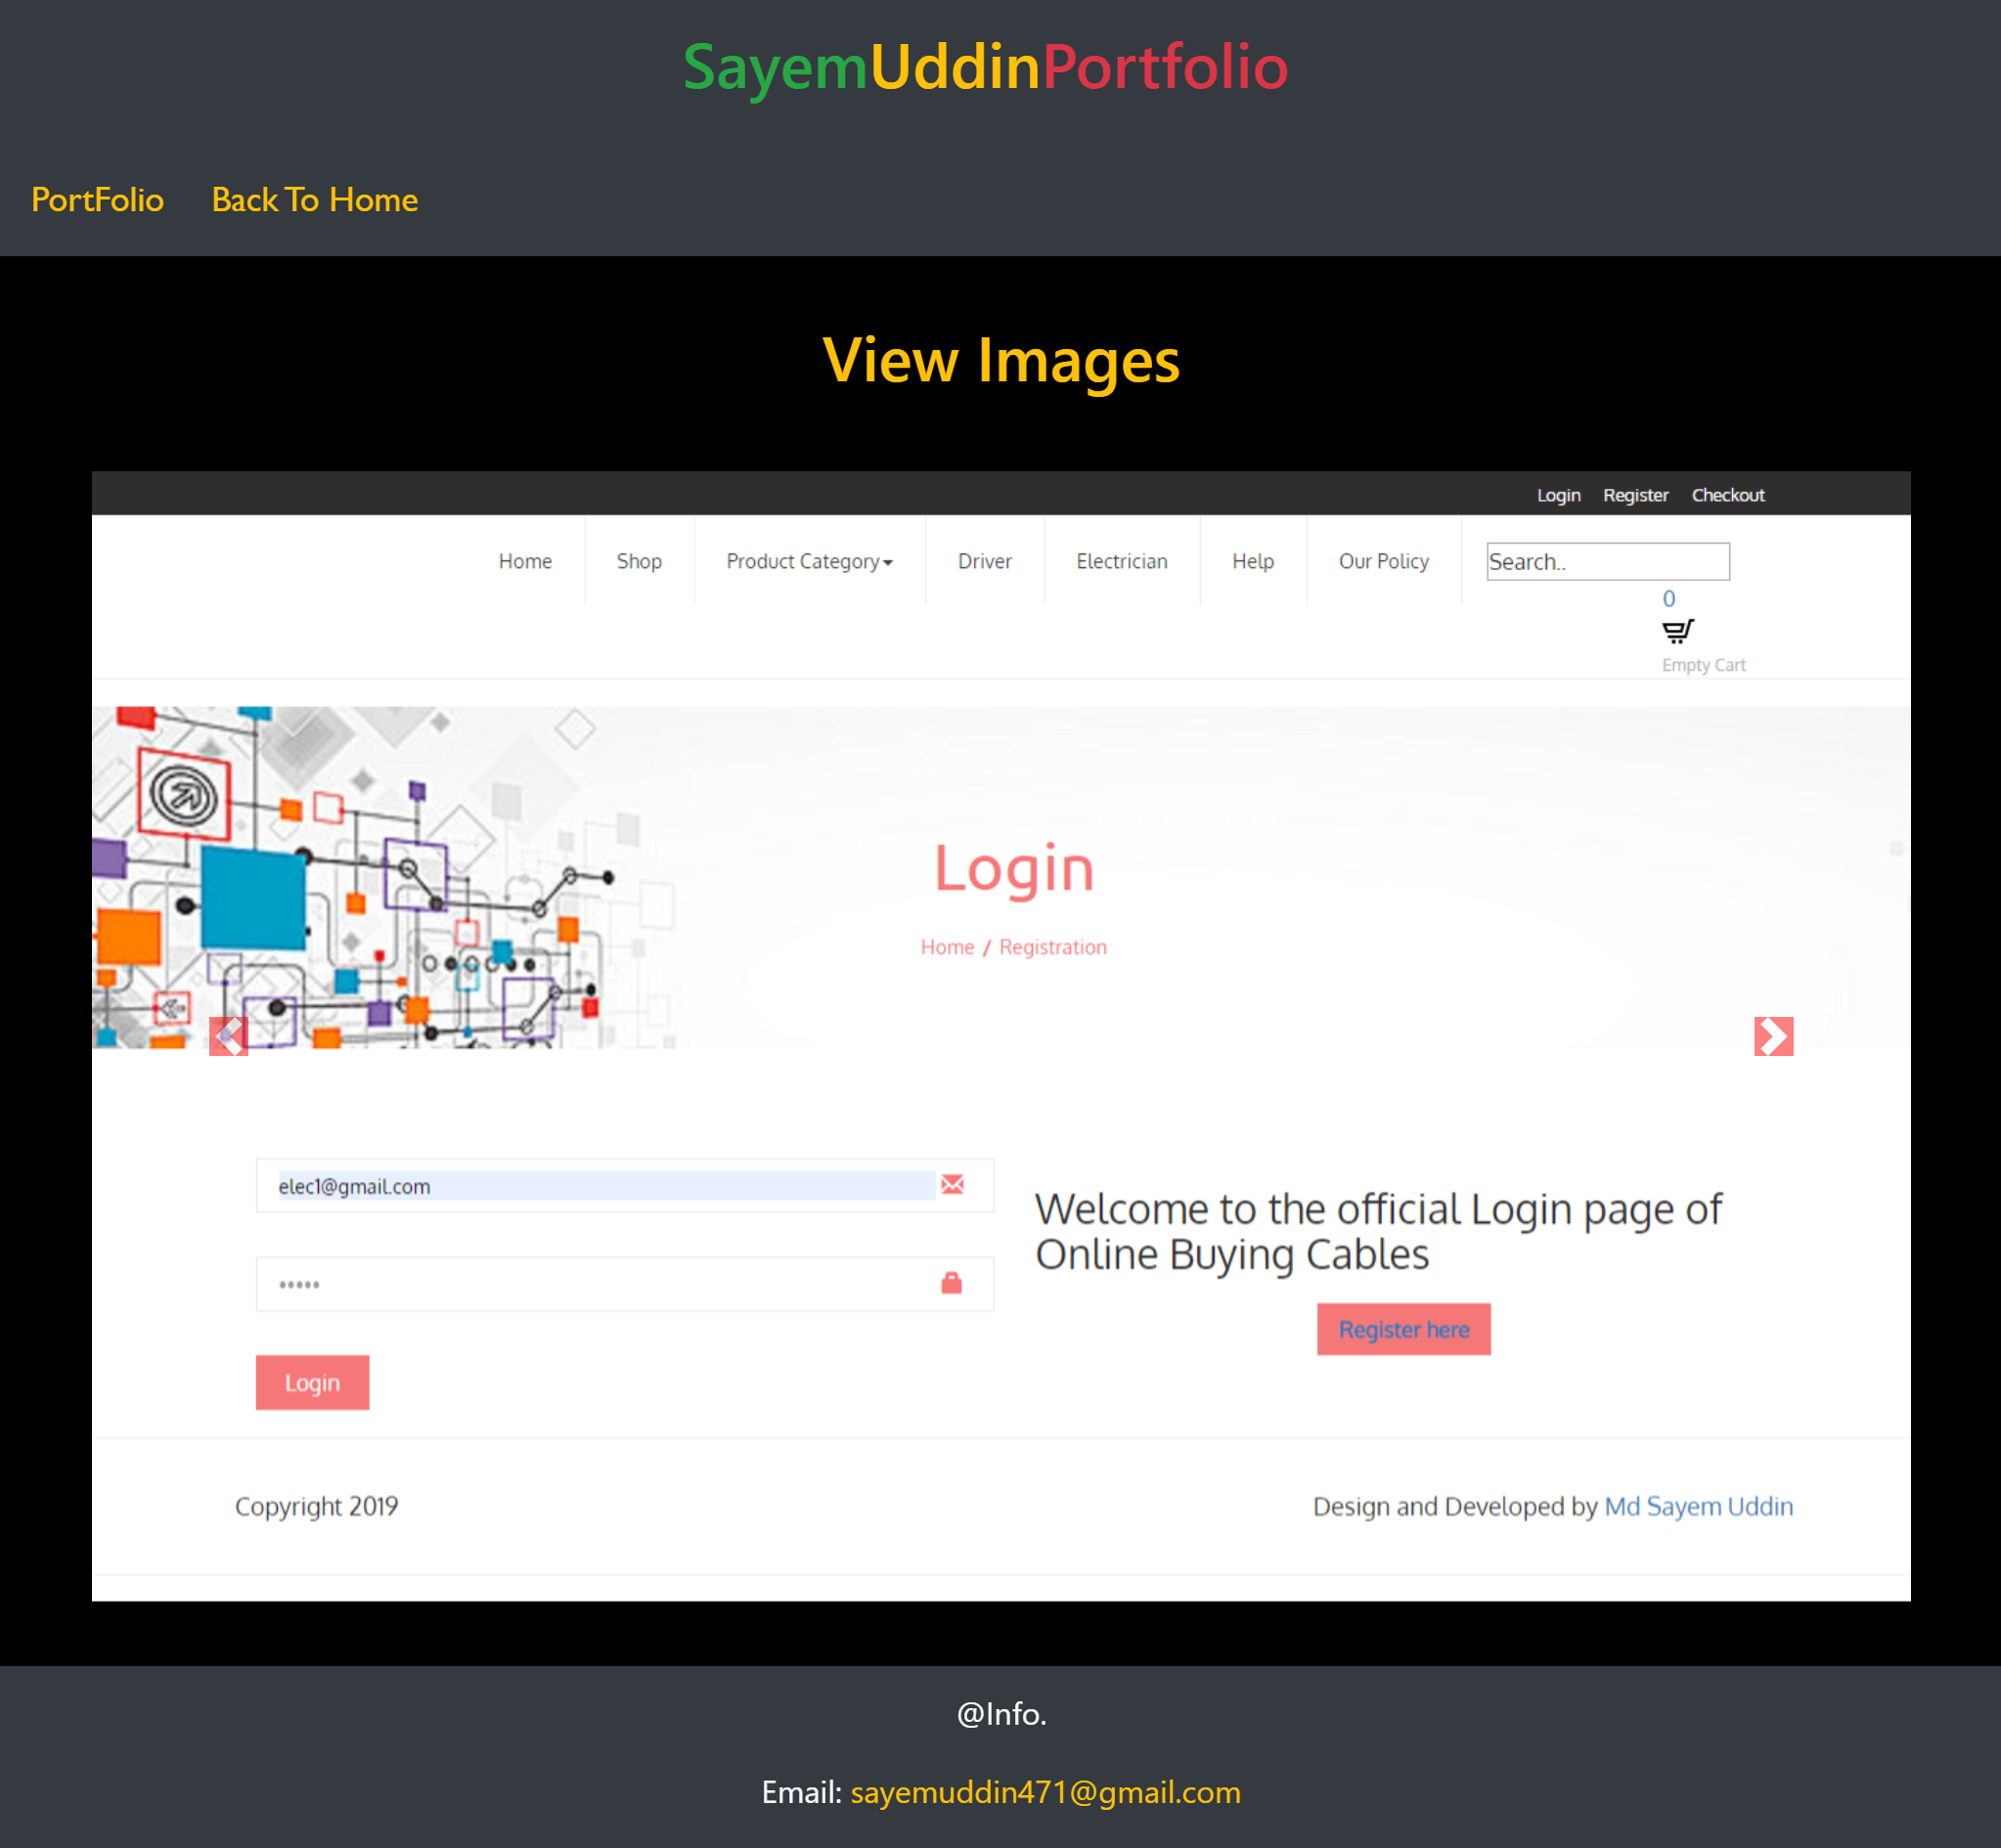 SayemUddinPortfolio
PortFolio Back To Home
View Images
Login Register Checkout
Home Shop Product Category Driver Electrician Help Our Policy Search..
0
Empty Cart
Login
Home / Registration
elec1@gmail.com
•••••
Welcome to the official Login page of
Online Buying Cables
Register here
Login
Copyright 2019 Design and Developed by Md Sayem Uddin
@Info.
Email: sayemuddin471@gmail.com